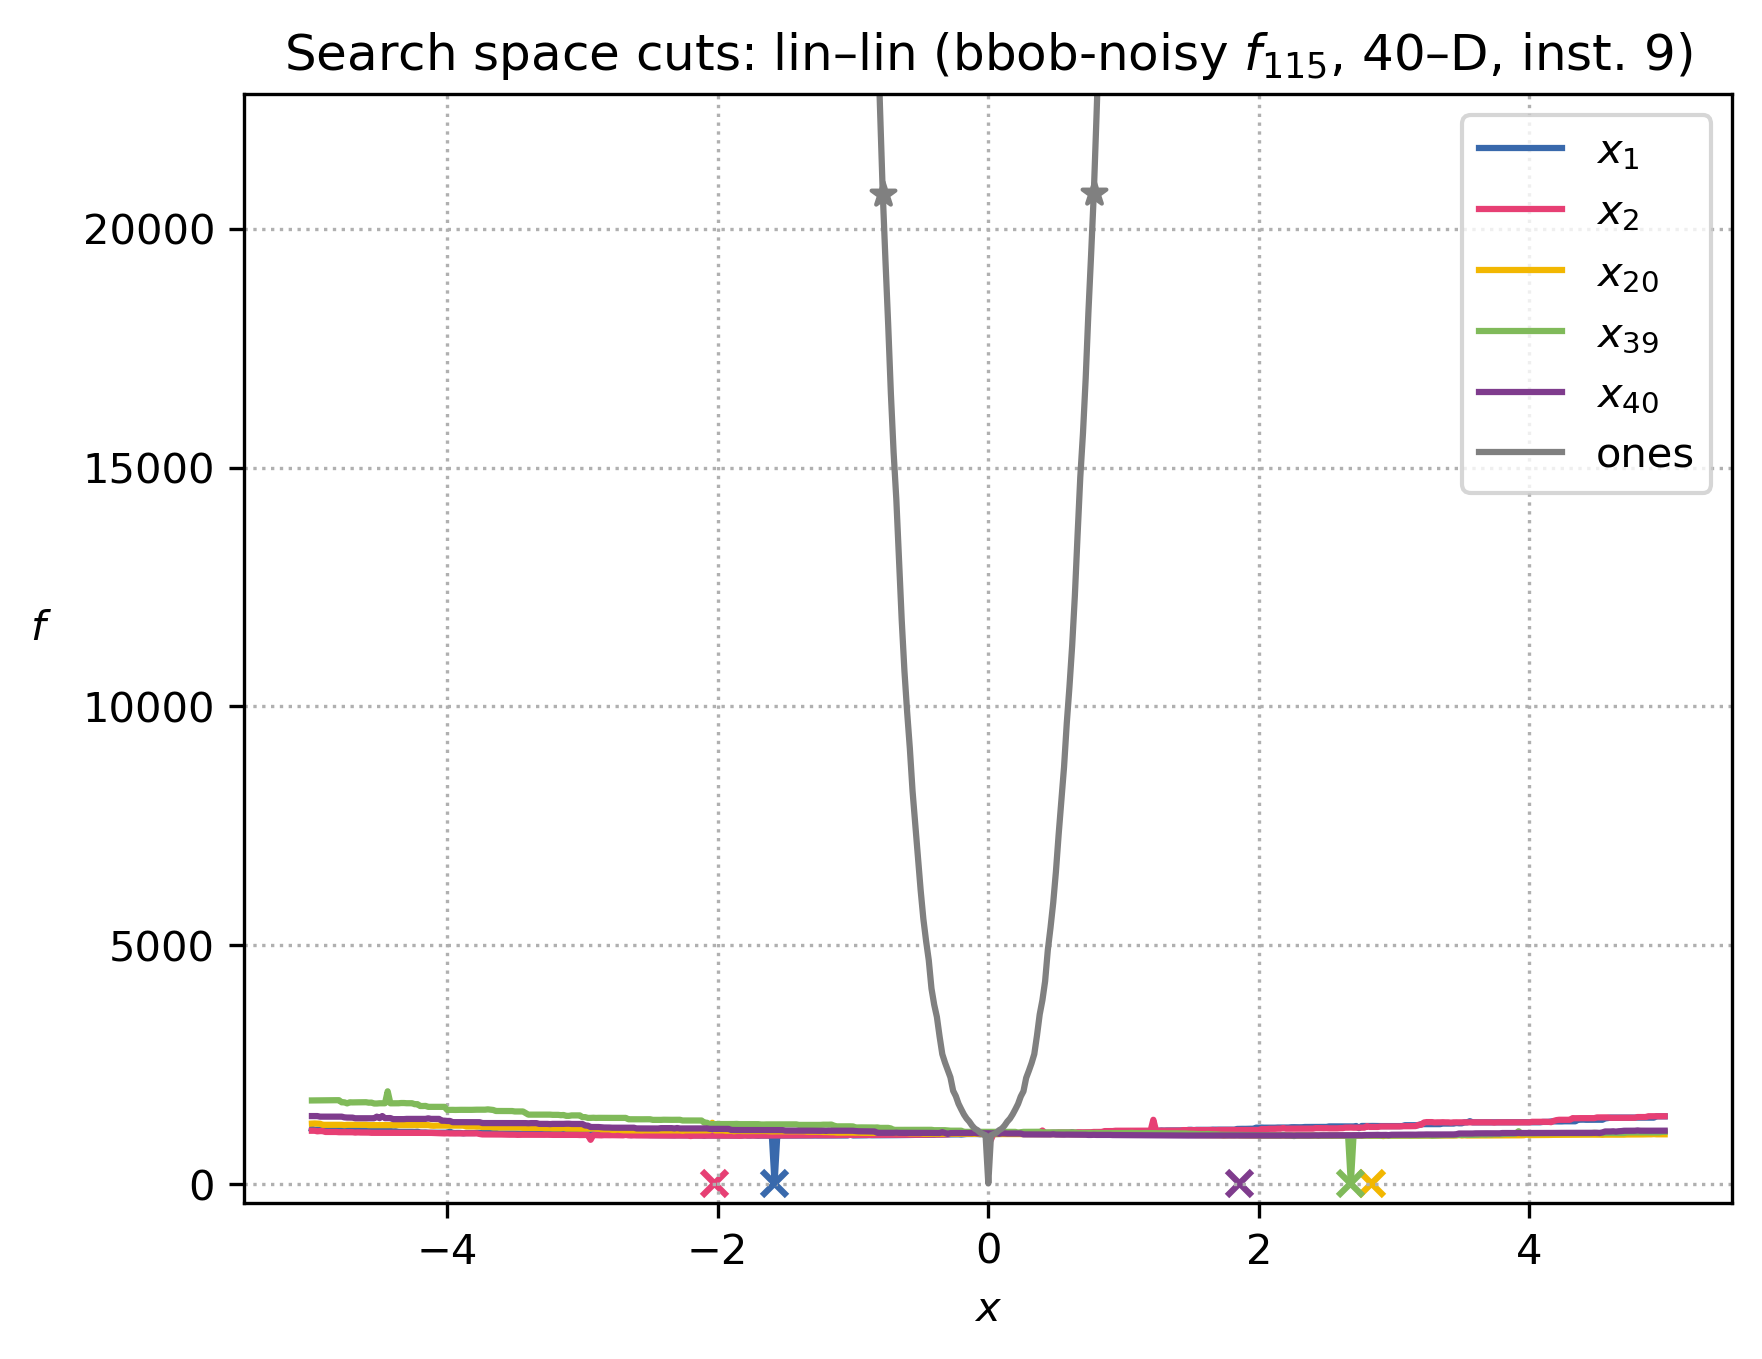 Search space cuts: lin–lin (bbob-noisy f115, 40–D, inst. 9)
x1
x2
x20
x39
x40
ones
20000
15000
10000
5000
0
f
−4
−2
0
2
4
x